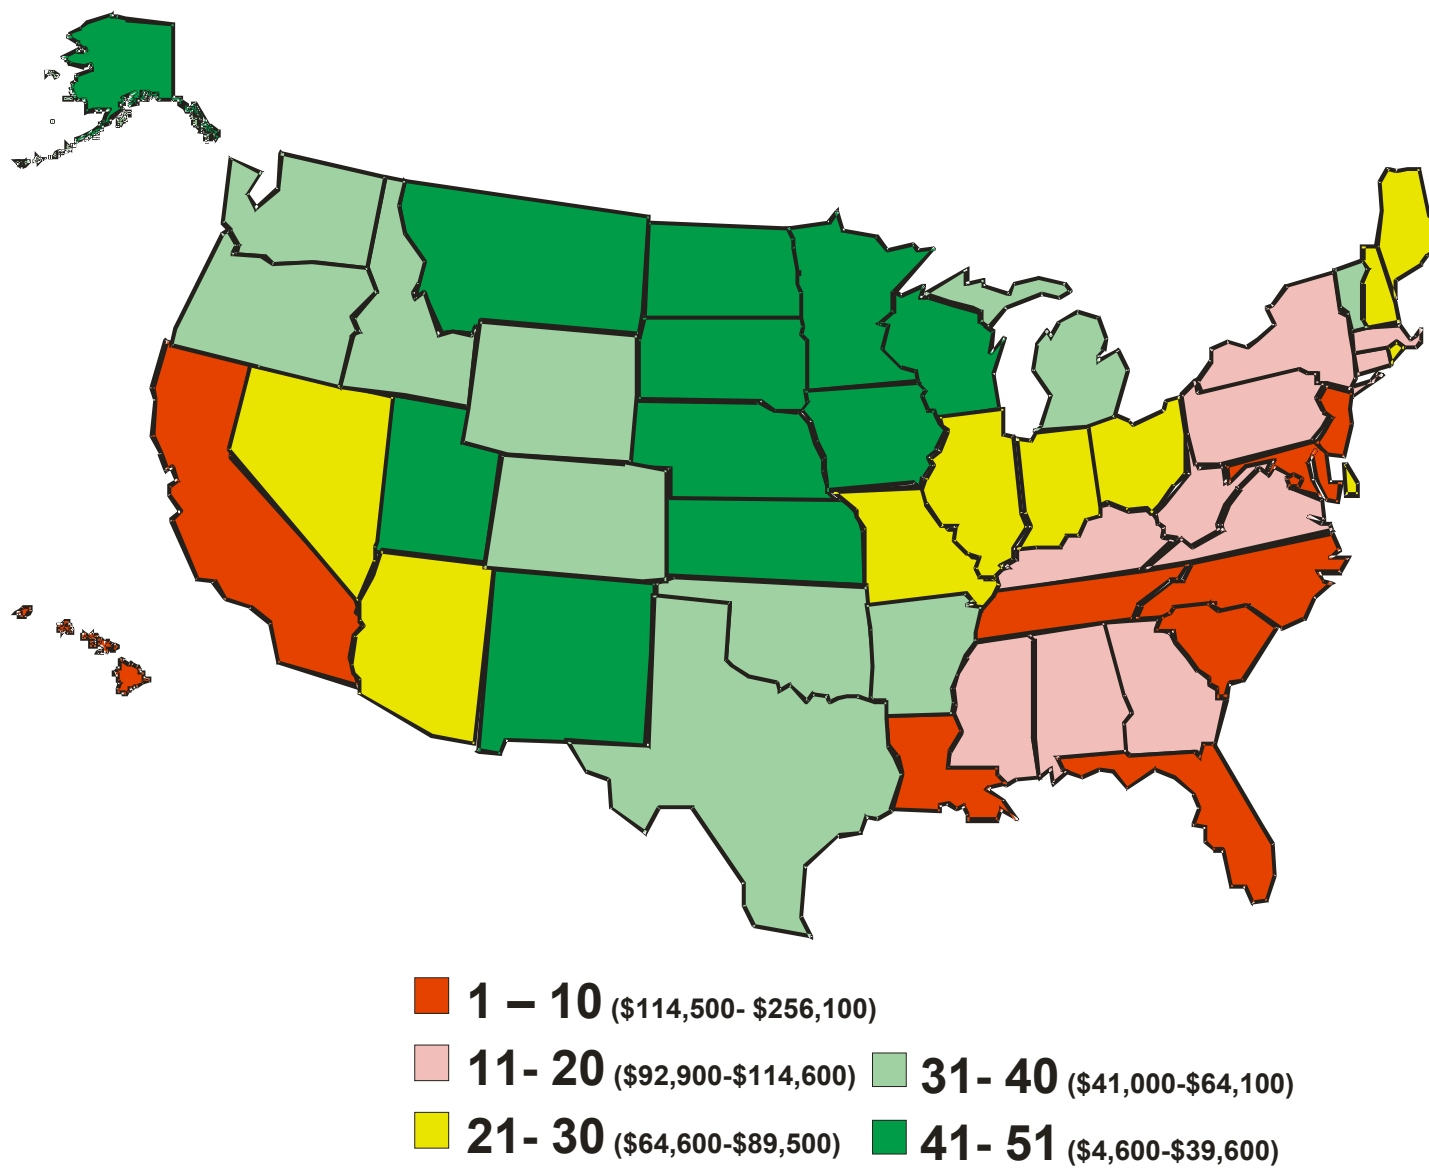 1 – 10 ($114,500- $256,100)
11- 20 ($92,900-$114,600)
21- 30 ($64,600-$89,500)
31- 40 ($41,000-$64,100)
41- 51 ($4,600-$39,600)